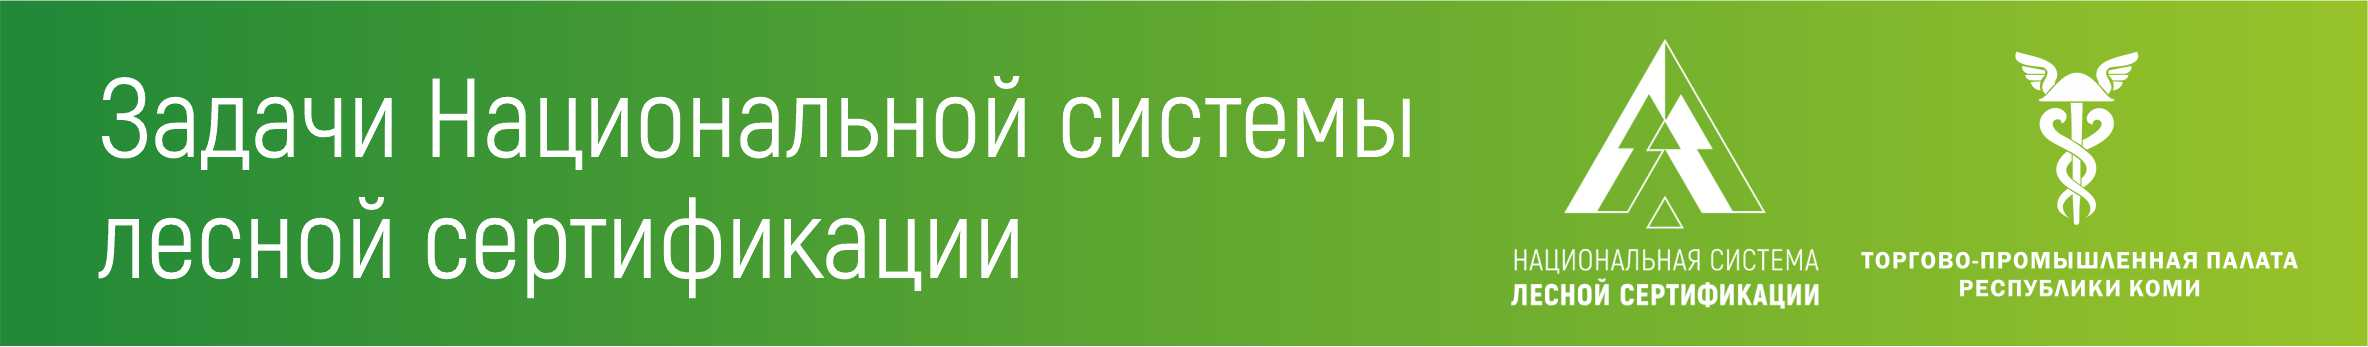 Задачи Национальной системы
лесной сертификации
НАЦИОНАЛЬНАЯ СИСТЕМА
ЛЕСНОЙ СЕРТИФИКАЦИИ
ТОРГОВО-ПРОМЫШЛЕННАЯ ПАЛАТА
РЕСПУБЛИКИ КОМИ